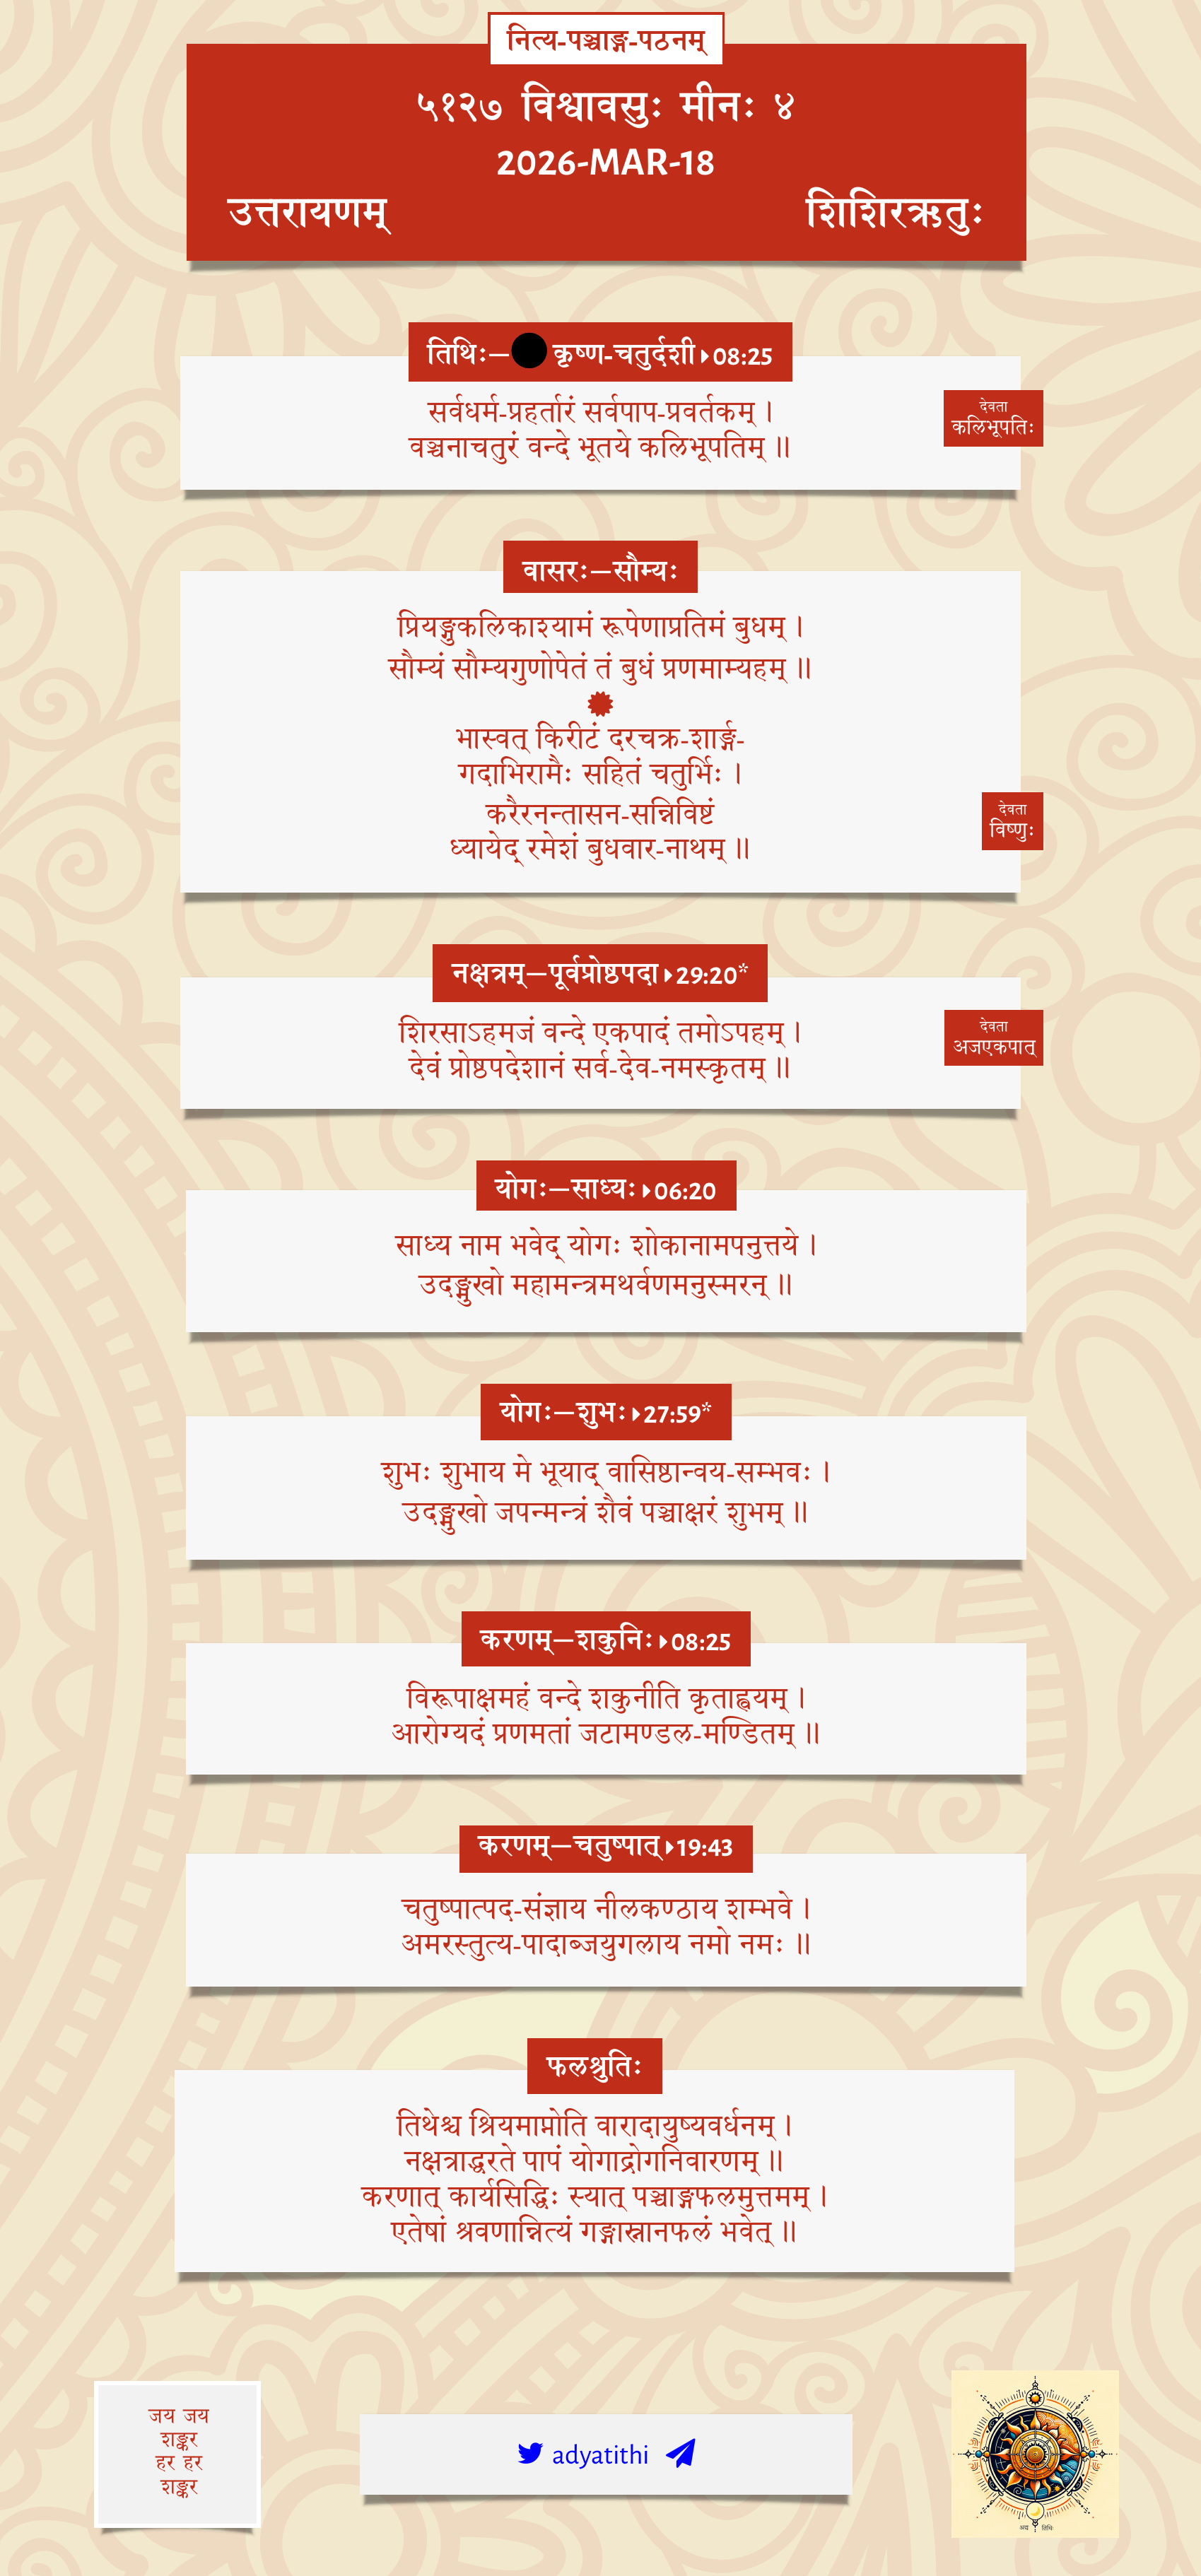 नित्य-पञ्चाङ्ग-पठनम्
५१२७ विश्वावसुः मीनः ४
2026-MAR-18
उत्तरायणम्
शिशिरऋतुः
तिथिः—कृष्ण-चतुर्दशी 08:25
सर्वधर्म-प्रहर्तारं सर्वपाप-प्रवर्तकम् ।
वञ्चनाचतुरं वन्दे भूतये कलिभूपतिम् ॥
देवता
कलिभूपतिः
वासरः—सौम्यः
प्रियङ्गुकलिकाश्यामं रूपेणाप्रतिमं बुधम् ।
सौम्यं सौम्यगुणोपेतं तं बुधं प्रणमाम्यहम् ॥
भास्वत् किरीटं दरचक्र-शार्ङ्ग-
गदाभिरामैः सहितं चतुर्भिः ।
करैरनन्तासन-सन्निविष्टं
ध्यायेद् रमेशं बुधवार-नाथम् ॥
देवता
विष्णुः
नक्षत्रम्—पूर्वप्रोष्ठपदा 29:20*
शिरसाऽहमजं वन्दे एकपादं तमोऽपहम् ।
देवं प्रोष्ठपदेशानं सर्व-देव-नमस्कृतम् ॥
देवता
अजएकपात्
योगः—साध्यः 06:20
साध्य नाम भवेद् योगः शोकानामपनुत्तये ।
उदङ्मुखो महामन्त्रमथर्वणमनुस्मरन् ॥
योगः—शुभः 27:59*
शुभः शुभाय मे भूयाद् वासिष्ठान्वय-सम्भवः ।
उदङ्मुखो जपन्मन्त्रं शैवं पञ्चाक्षरं शुभम् ॥
करणम्—शकुनिः 08:25
विरूपाक्षमहं वन्दे शकुनीति कृताह्वयम् ।
आरोग्यदं प्रणमतां जटामण्डल-मण्डितम् ॥
करणम्—चतुष्पात् 19:43
चतुष्पात्पद-संज्ञाय नीलकण्ठाय शम्भवे ।
अमरस्तुत्य-पादाब्जयुगलाय नमो नमः ॥
फलश्रुतिः
तिथेश्च श्रियमाप्नोति वारादायुष्यवर्धनम् ।
नक्षत्राद्धरते पापं योगाद्रोगनिवारणम् ॥
करणात् कार्यसिद्धिः स्यात् पञ्चाङ्गफलमुत्तमम् ।
एतेषां श्रवणान्नित्यं गङ्गास्नानफलं भवेत् ॥
जय जय
शङ्कर
हर हर
शङ्कर
adyatithi
अद्य तिथिः